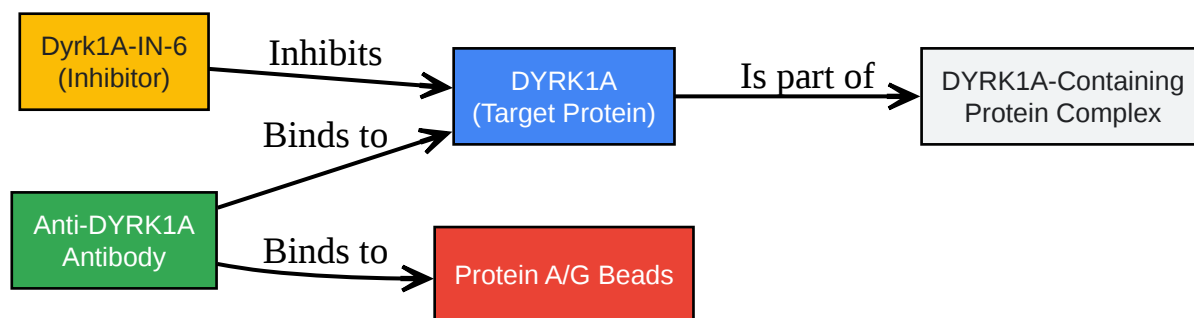 Dyrk1A-IN-6
(Inhibitor)
Inhibits
DYRK1A
(Target Protein)
Is part of
DYRK1A-Containing
Protein Complex
Binds to
Anti-DYRK1A
Antibody
Binds to
Protein A/G Beads